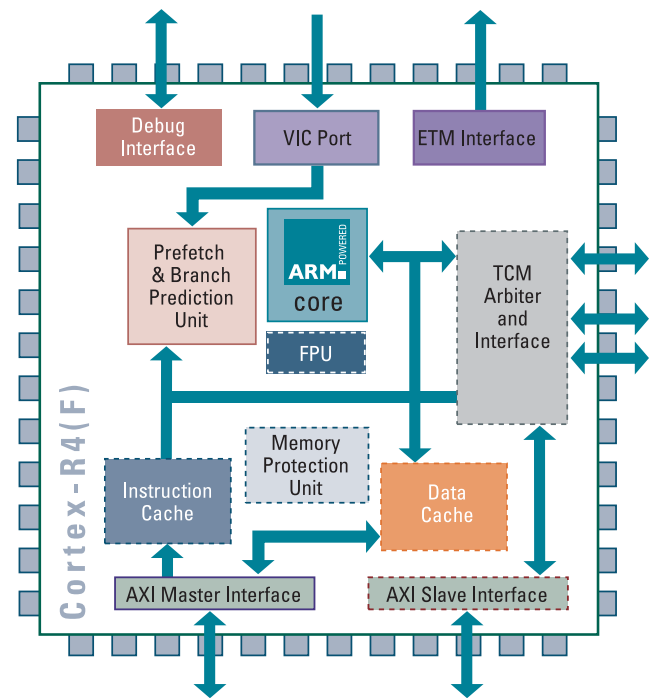 Debug
Interface
VIC Port
ETM Interface
Prefetch
& Branch
Prediction
Unit
ARM POWERED
core
FPU
TCM
Arbiter
and
Interface
Cortex-R4(F)
Memory
Protection
Unit
Instruction
Cache
Data
Cache
AXI Master Interface
AXI Slave Interface